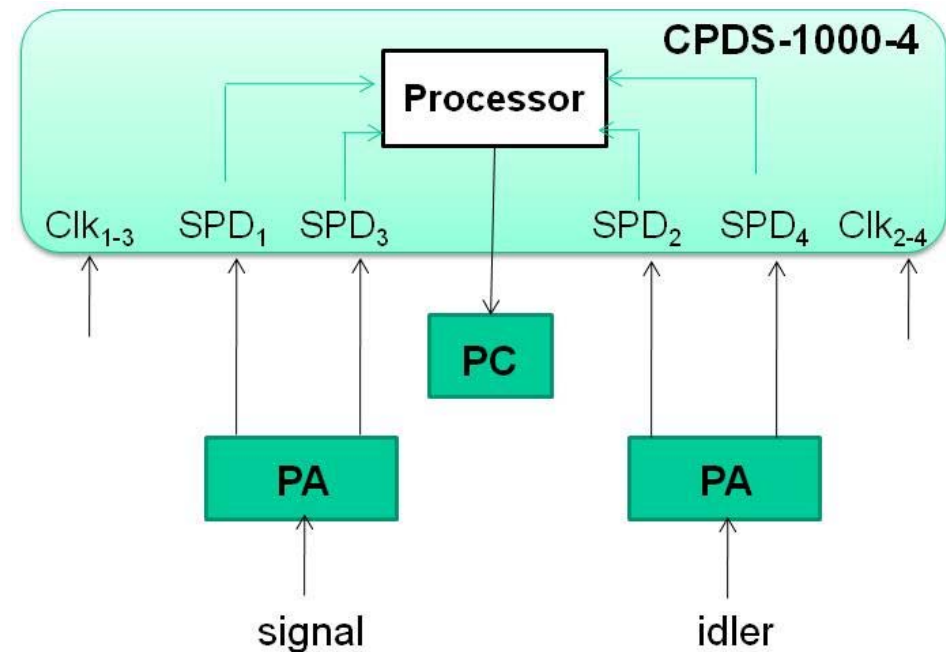 CPDS-1000-4
Processor
Clk₁₋₃ SPD₁ SPD₃ SPD₂ SPD₄ Clk₂₋₄
PC
PA PA
signal idler